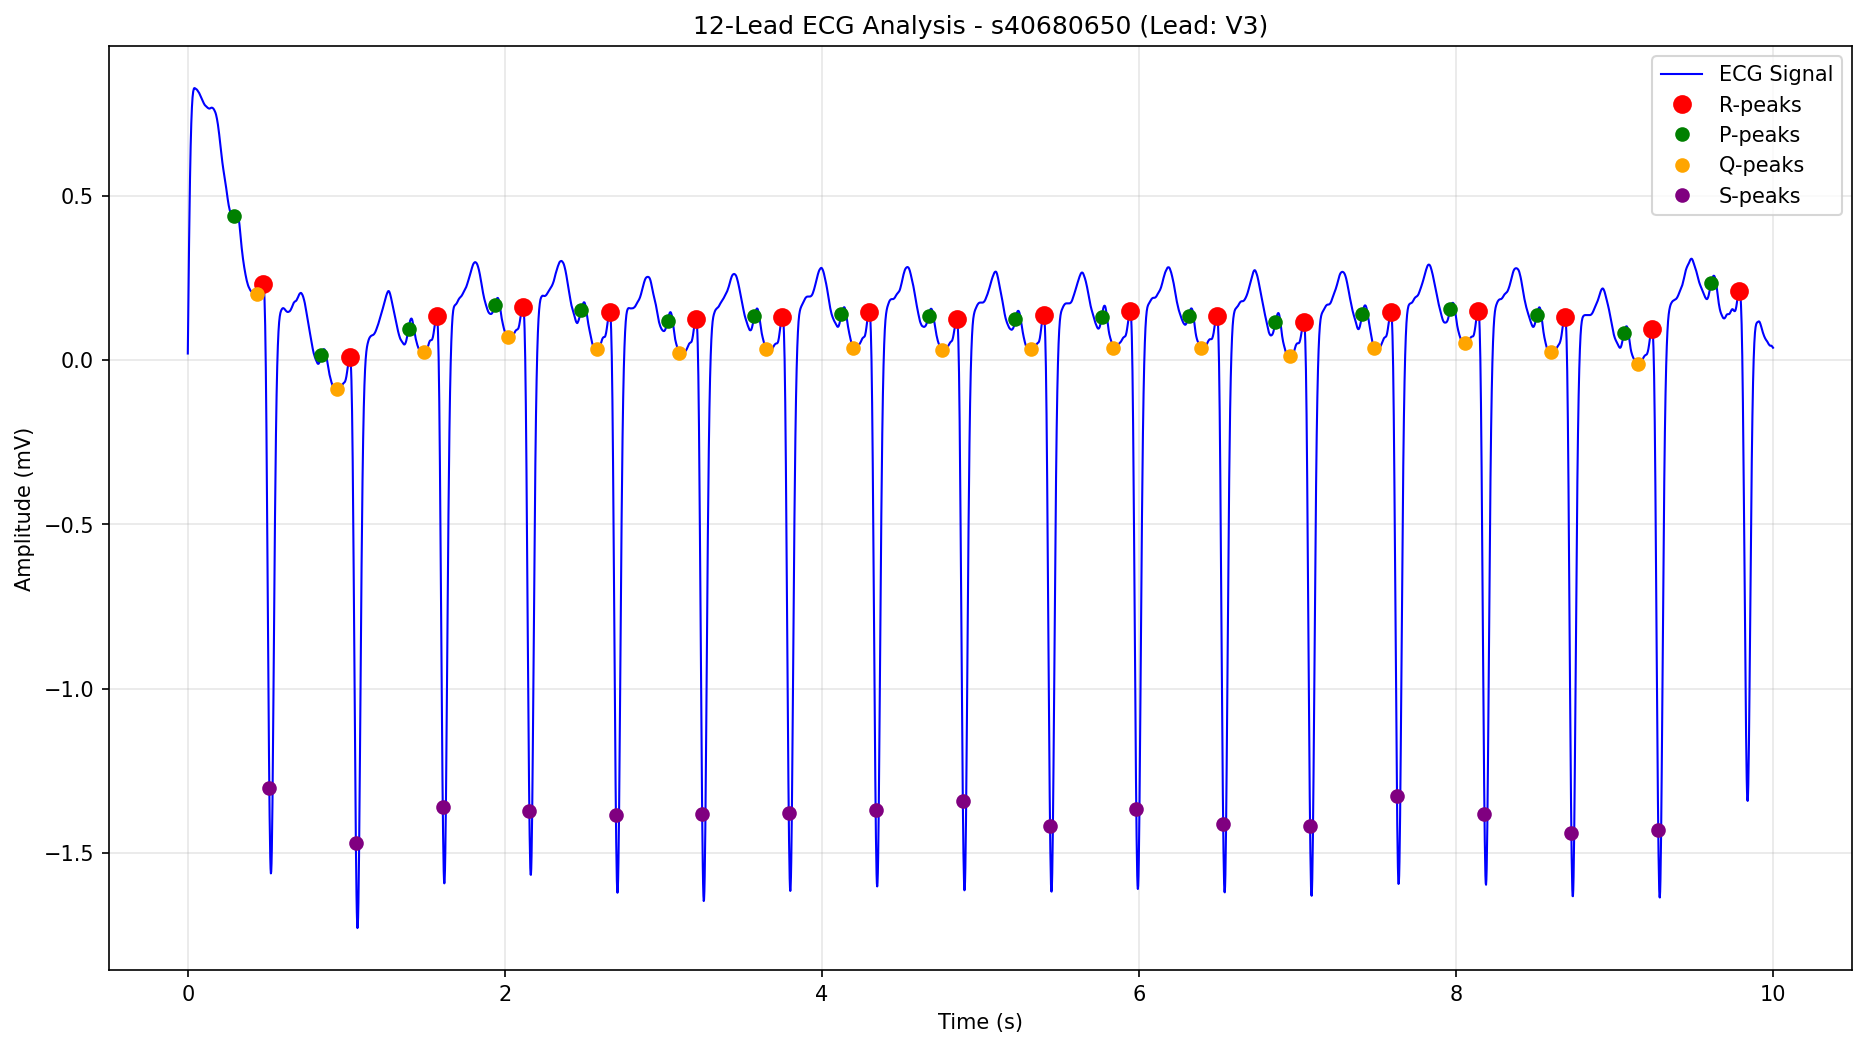 12-Lead ECG Analysis - s40680650 (Lead: V3)
ECG Signal
R-peaks
P-peaks
Q-peaks
S-peaks
Amplitude (mV)
0.5
0.0
−0.5
−1.0
−1.5
0 2 4 6 8 10
Time (s)